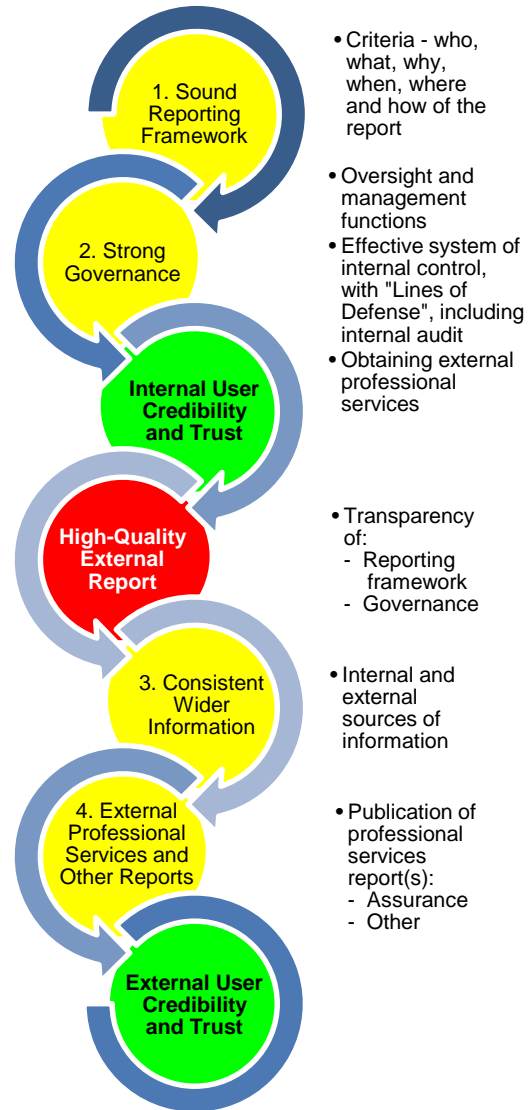 1. Sound
Reporting
Framework
• Criteria - who,
what, why,
when, where
and how of the
report
2. Strong
Governance
• Oversight and
management
functions
• Effective system of
internal control,
with "Lines of
Defense", including
internal audit
• Obtaining external
professional
services
Internal User
Credibility
and Trust
High-Quality
External
Report
• Transparency
of:
- Reporting
framework
- Governance
3. Consistent
Wider
Information
• Internal and
external
sources of
information
4. External
Professional
Services and
Other Reports
• Publication of
professional
services
report(s):
- Assurance
- Other
External User
Credibility
and Trust